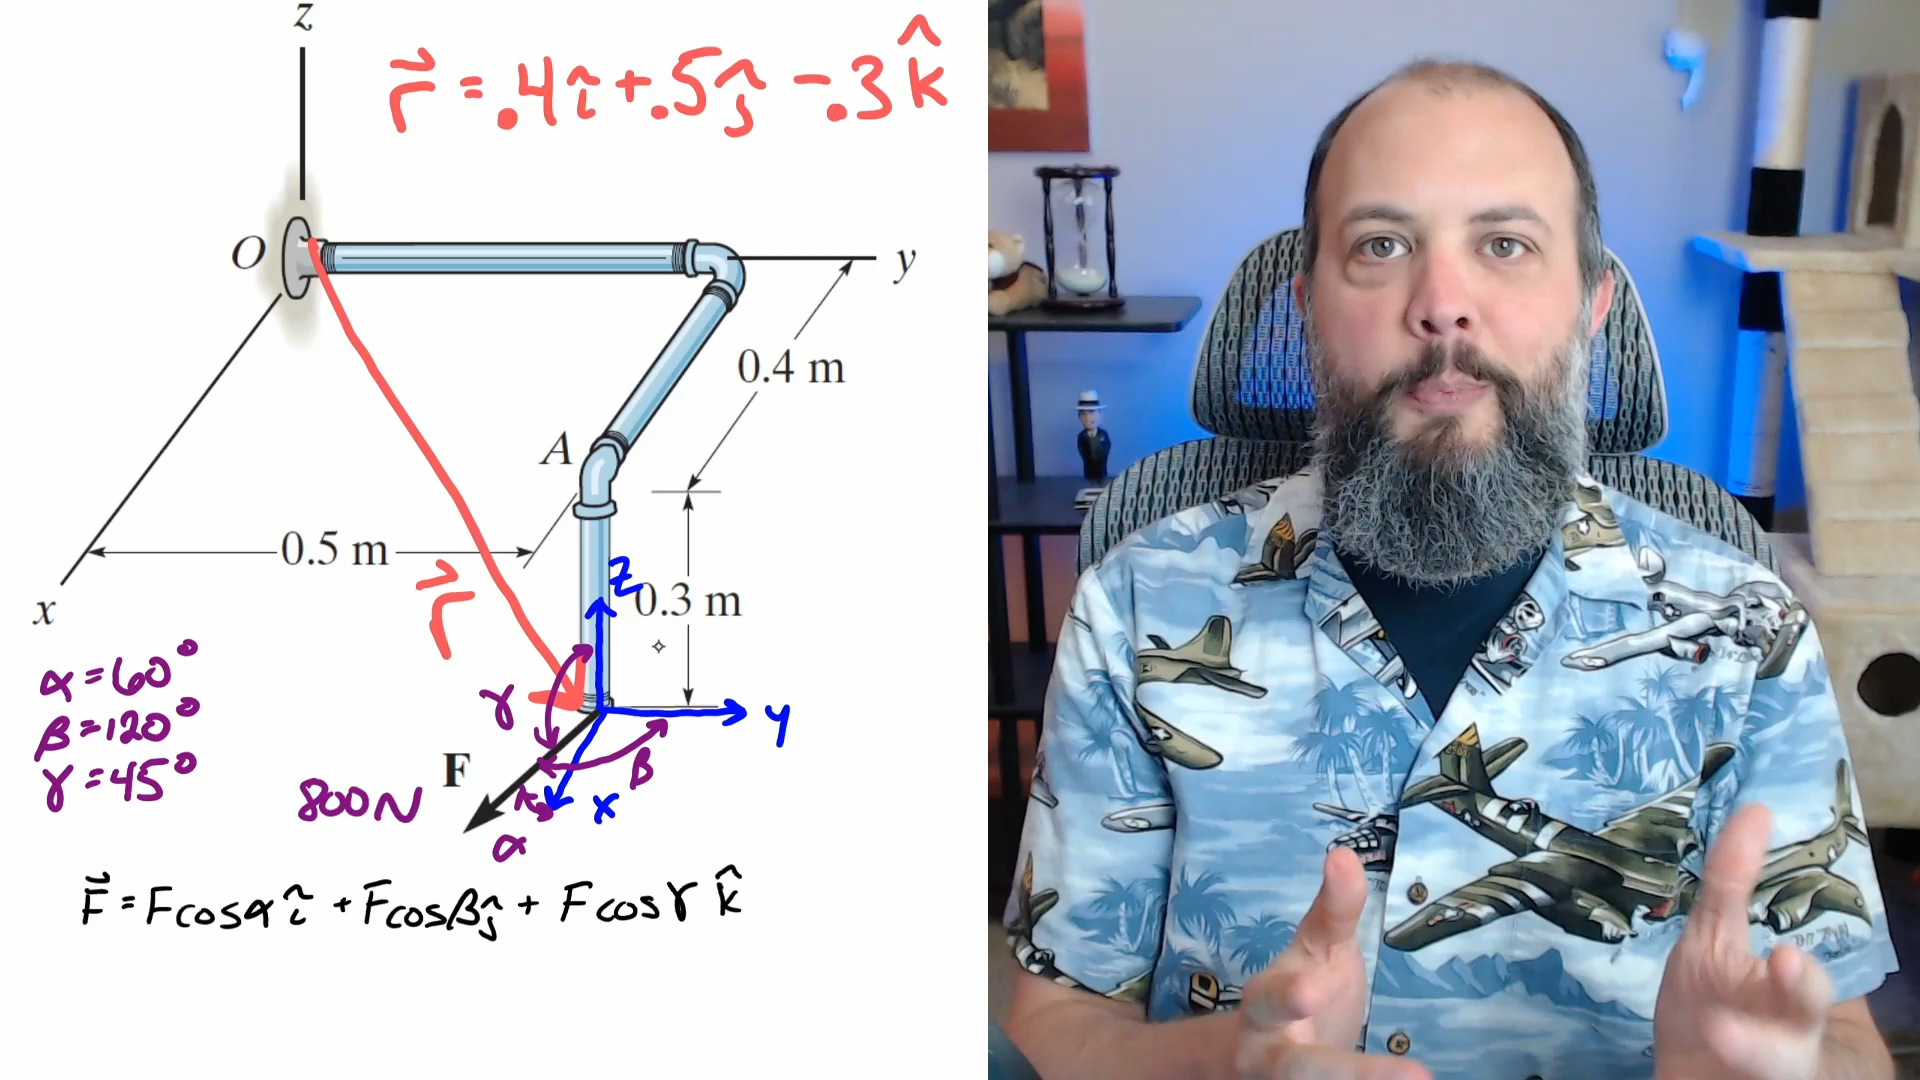 z
r⃗ = .4î + .5ĵ - .3k̂
O
y
0.4 m
A
0.5 m
z
0.3 m
r⃗
x
α = 60°
β = 120°
γ = 45°
γ
y
F
β
800N
x
α
F⃗ = Fcosα î + Fcosβ ĵ + Fcosγ k̂